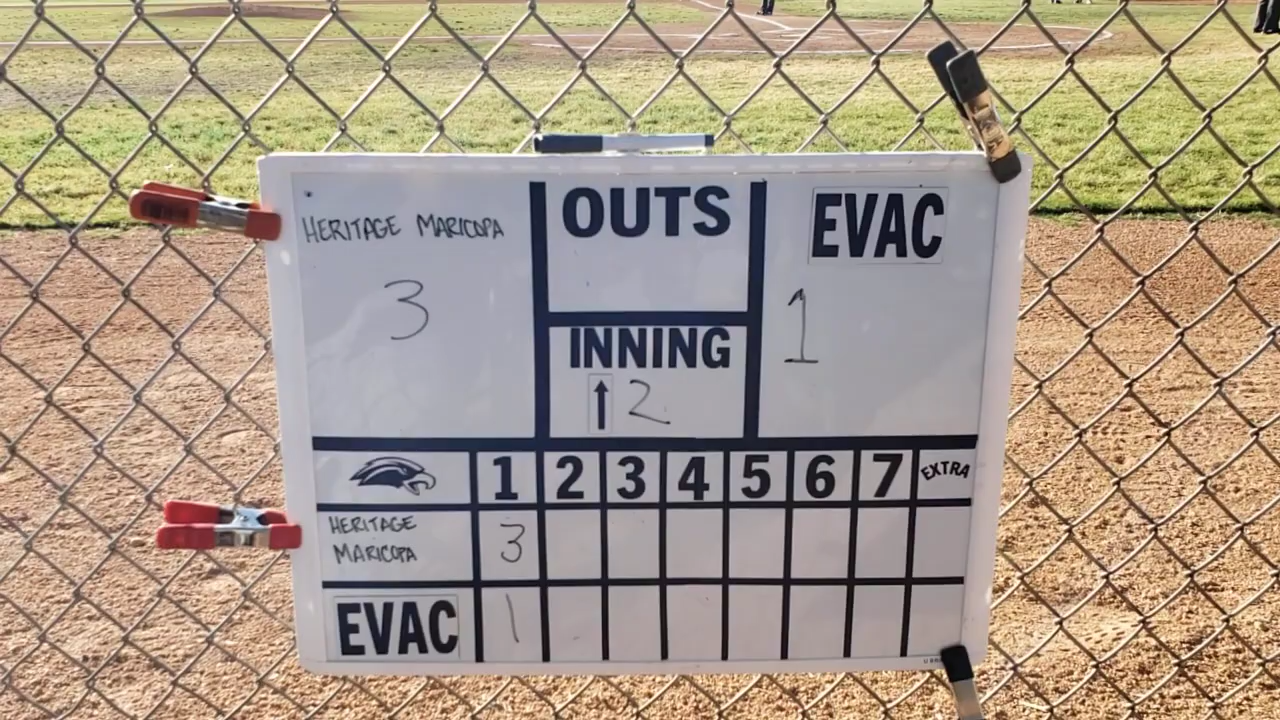 HERITAGE MARICOPA
3
OUTS
INNING
↑ 2
EVAC
1
1 2 3 4 5 6 7 EXTRA
HERITAGE
MARICOPA
3
EVAC 1